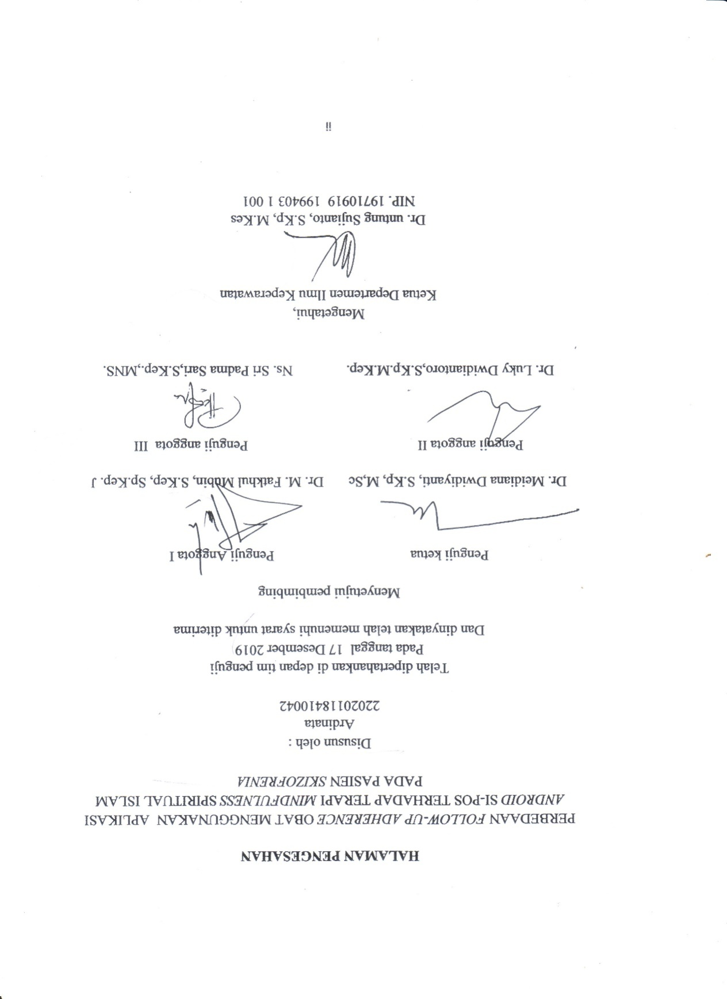 HALAMAN PENGESAHAN
PERBEDAAN FOLLOW-UP ADHERENCE OBAT MENGGUNAKAN APLIKASI
ANDROID SI-POS TERHADAP TERAPI MINDFULNESS SPIRITUAL ISLAM
PADA PASIEN SKIZOFRENIA
Disusun oleh :
Ardinata
22020118410042
Telah dipertahankan di depan tim penguji
Pada tanggal 17 Desember 2019
Dan dinyatakan telah memenuhi syarat untuk diterima
Menyetujui pembimbing
Penguji ketua Penguji Anggota I
Dr. Meidiana Dwidiyanti, S.Kp, M,Sc Dr. M. Fatkhul Mubin, S.Kep, Sp.Kep. J
Penguji anggota II Penguji anggota III
Dr. Luky Dwidiantoro,S.Kp.M.Kep. Ns. Sri Padma Sari,S.Kep.,MNS.
Mengetahui,
Ketua Departemen Ilmu Keperawatan
Dr. untung Sujianto, S.Kp, M.Kes
NIP. 19710919 199403 1 001
ii